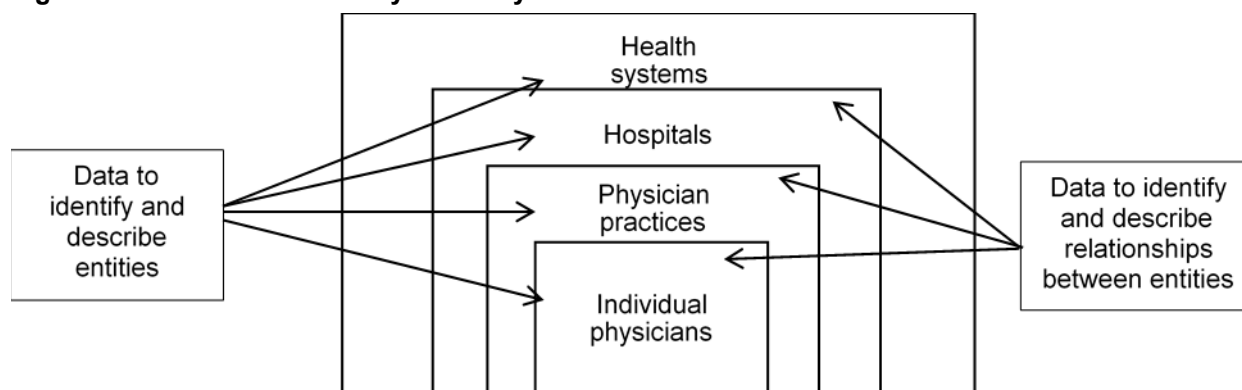 Health
systems
Hospitals
Data to
identify and
describe
entities
Physician
practices
Data to identify
and describe
relationships
between entities
Individual
physicians